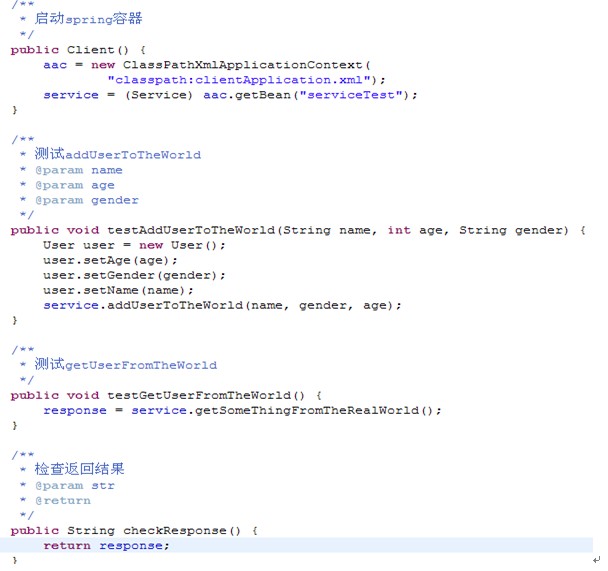 /**
 * 启动spring容器
 */
public Client() {
    aac = new ClassPathXmlApplicationContext(
            "classpath:clientApplication.xml");
    service = (Service) aac.getBean("serviceTest");
}

/**
 * 测试addUserToTheWorld
 * @param name
 * @param age
 * @param gender
 */
public void testAddUserToTheWorld(String name, int age, String gender) {
    User user = new User();
    user.setAge(age);
    user.setGender(gender);
    user.setName(name);
    service.addUserToTheWorld(name, gender, age);
}

/**
 * 测试getUserFromTheWorld
 */
public void testGetUserFromTheWorld() {
    response = service.getSomeThingFromTheRealWorld();
}

/**
 * 检查返回结果
 * @param str
 * @return
 */
public String checkResponse() {
    return response;
}